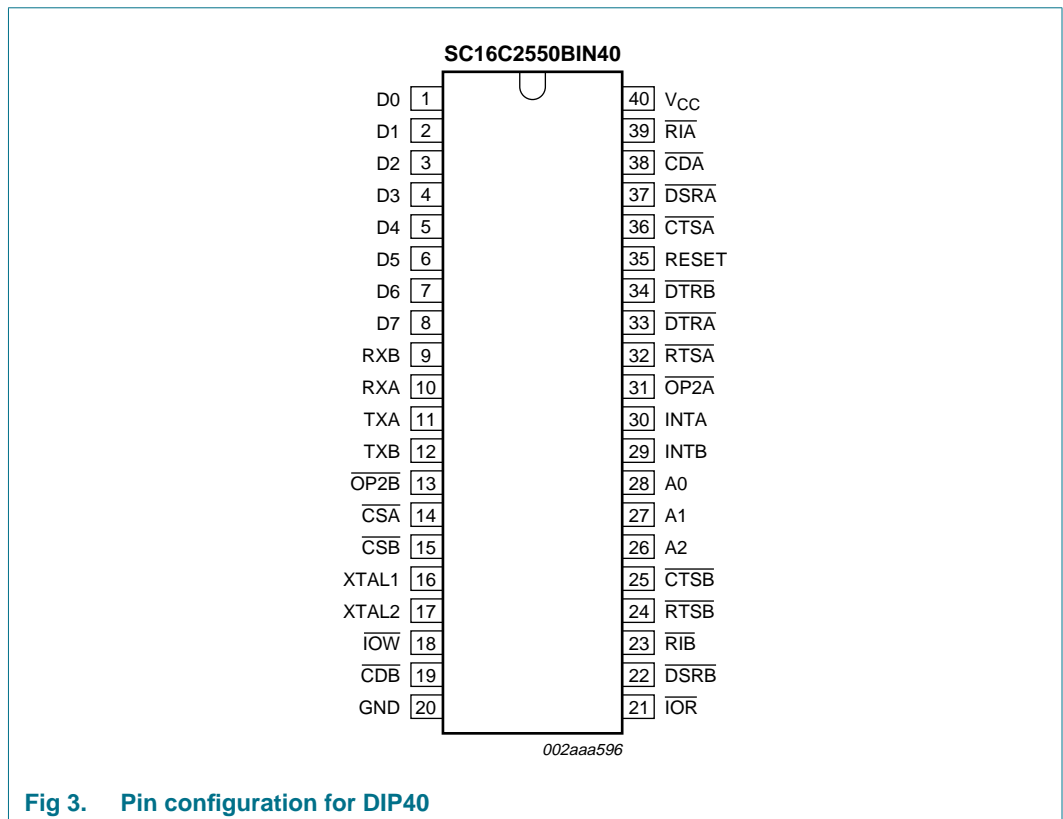 SC16C2550BIN40
D0 1 40 VCC
D1 2 39 RIA
D2 3 38 CDA
D3 4 37 DSRA
D4 5 36 CTSA
D5 6 35 RESET
D6 7 34 DTRB
D7 8 33 DTRA
RXB 9 32 RTSA
RXA 10 31 OP2A
TXA 11 30 INTA
TXB 12 29 INTB
OP2B 13 28 A0
CSA 14 27 A1
CSB 15 26 A2
XTAL1 16 25 CTSB
XTAL2 17 24 RTSB
IOW 18 23 RIB
CDB 19 22 DSRB
GND 20 21 IOR
002aaa596
Fig 3. Pin configuration for DIP40